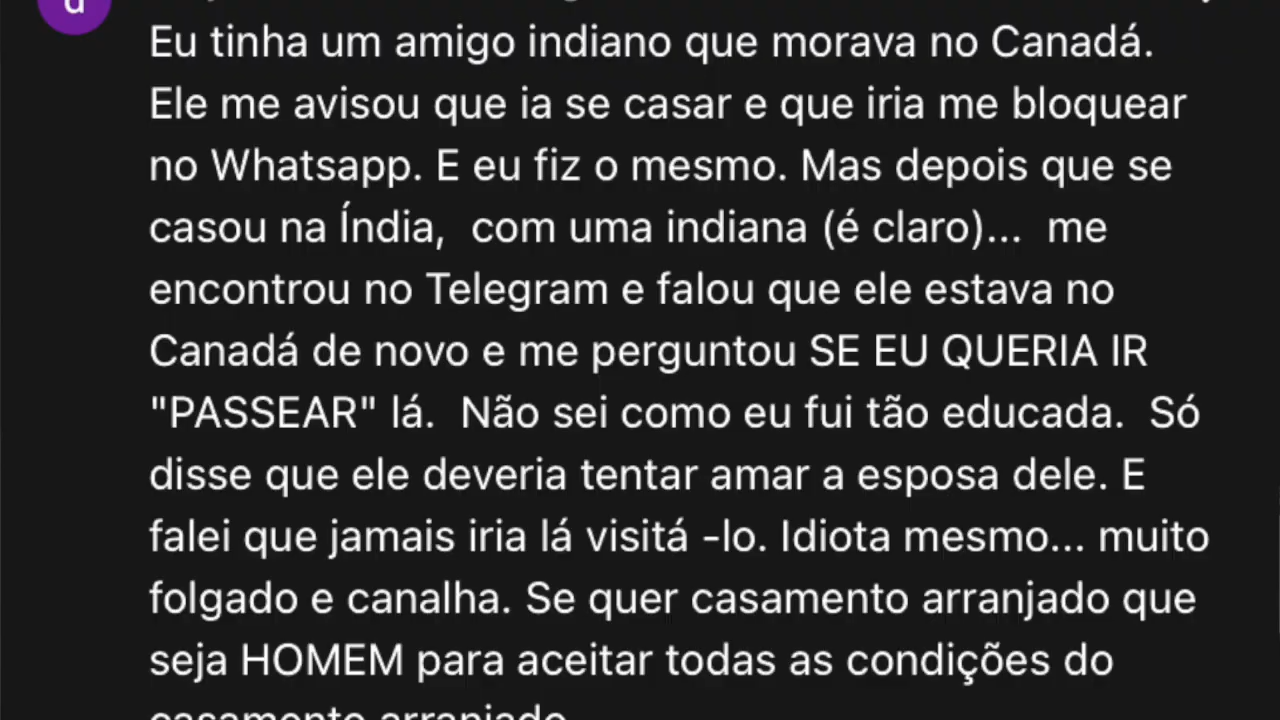 Eu tinha um amigo indiano que morava no Canadá.
Ele me avisou que ia se casar e que iria me bloquear
no Whatsapp. E eu fiz o mesmo. Mas depois que se
casou na Índia,  com uma indiana (é claro)...  me
encontrou no Telegram e falou que ele estava no
Canadá de novo e me perguntou SE EU QUERIA IR
"PASSEAR" lá.  Não sei como eu fui tão educada.  Só
disse que ele deveria tentar amar a esposa dele. E
falei que jamais iria lá visitá -lo. Idiota mesmo... muito
folgado e canalha. Se quer casamento arranjado que
seja HOMEM para aceitar todas as condições do
casamento arranjado